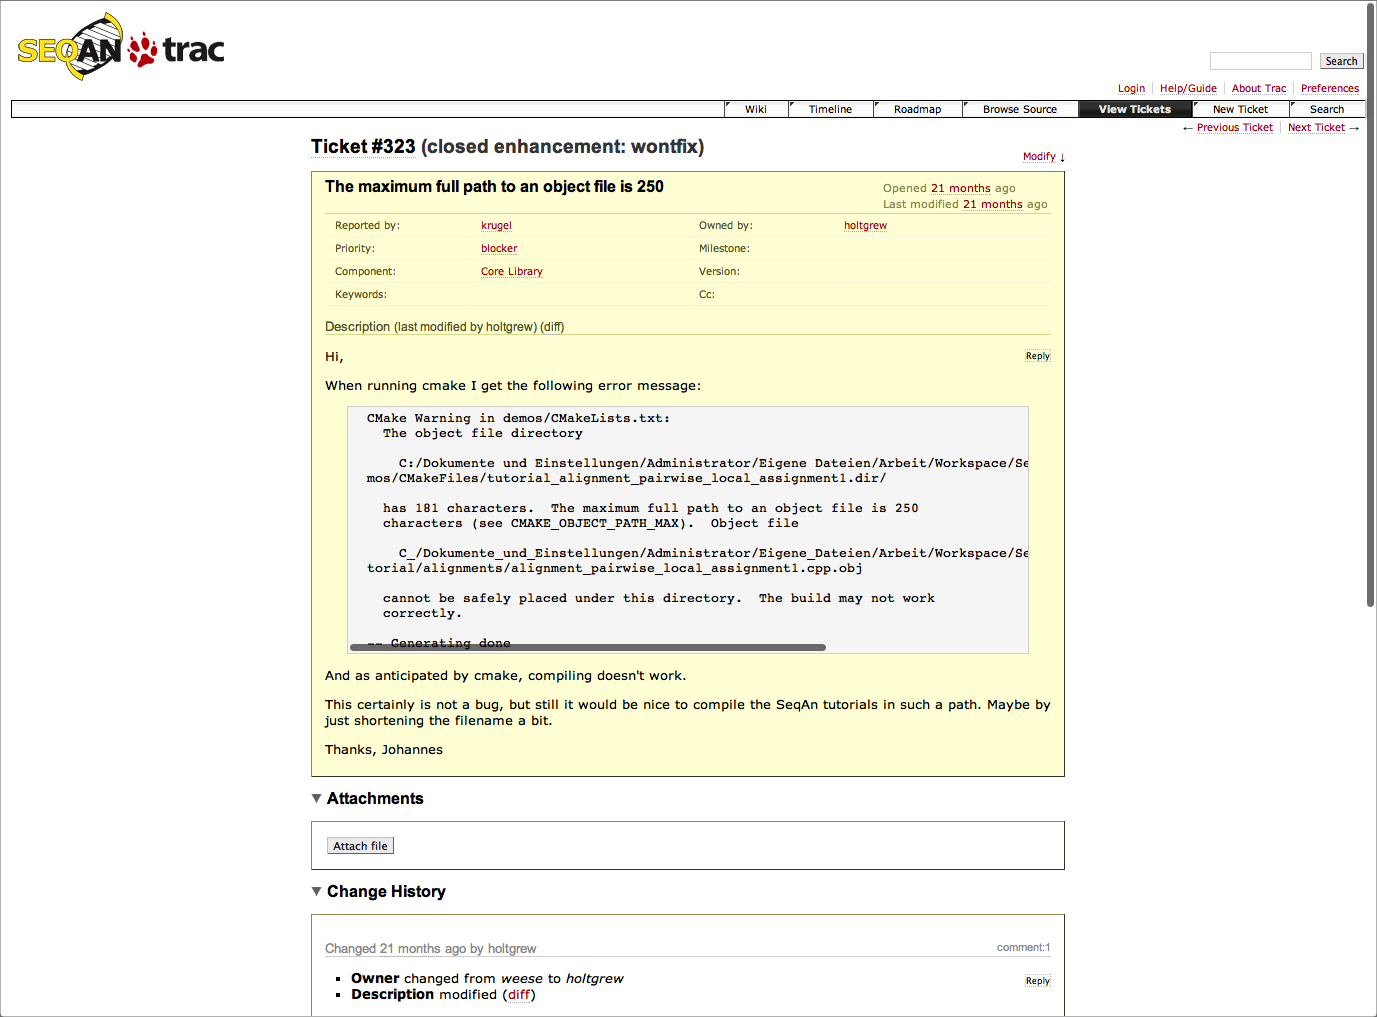 SEQAN trac
Search
Login Help/Guide About Trac Preferences
Wiki Timeline Roadmap Browse Source View Tickets New Ticket Search
← Previous Ticket Next Ticket →
Ticket #323 (closed enhancement: wontfix)
Modify ↓
The maximum full path to an object file is 250
Opened 21 months ago
Last modified 21 months ago
Reported by: krugel Owned by: holtgrew
Priority: blocker Milestone:
Component: Core Library Version:
Keywords: Cc:
Description (last modified by holtgrew) (diff)
Hi,
Reply
When running cmake I get the following error message:
CMake Warning in demos/CMakeLists.txt:
The object file directory
C:/Dokumente und Einstellungen/Administrator/Eigene Dateien/Arbeit/Workspace/Se
mos/CMakeFiles/tutorial_alignment_pairwise_local_assignment1.dir/
has 181 characters. The maximum full path to an object file is 250
characters (see CMAKE_OBJECT_PATH_MAX). Object file
C_/Dokumente_und_Einstellungen/Administrator/Eigene_Dateien/Arbeit/Workspace/Se
torial/alignments/alignment_pairwise_local_assignment1.cpp.obj
cannot be safely placed under this directory. The build may not work
correctly.
-- Generating done
And as anticipated by cmake, compiling doesn't work.
This certainly is not a bug, but still it would be nice to compile the SeqAn tutorials in such a path. Maybe by
just shortening the filename a bit.
Thanks, Johannes
Attachments
Attach file
Change History
Changed 21 months ago by holtgrew comment:1
▪ Owner changed from weese to holtgrew
Reply
▪ Description modified (diff)